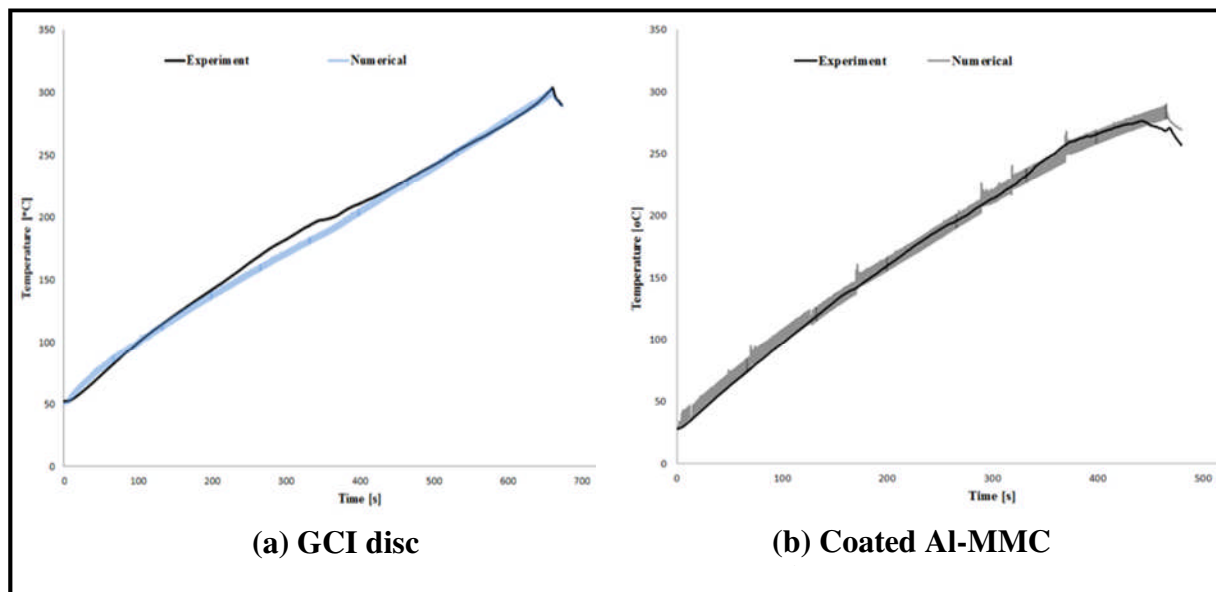 350
Experiment Numerical
300
250
200
150
100
50
0
Temperature [°C]
0 100 200 300 400 500 600 700
Time [s]
(a) GCI disc
350
Experiment Numerical
300
250
200
150
100
50
0
Temperature [oC]
0 100 200 300 400 500
Time [s]
(b) Coated Al-MMC